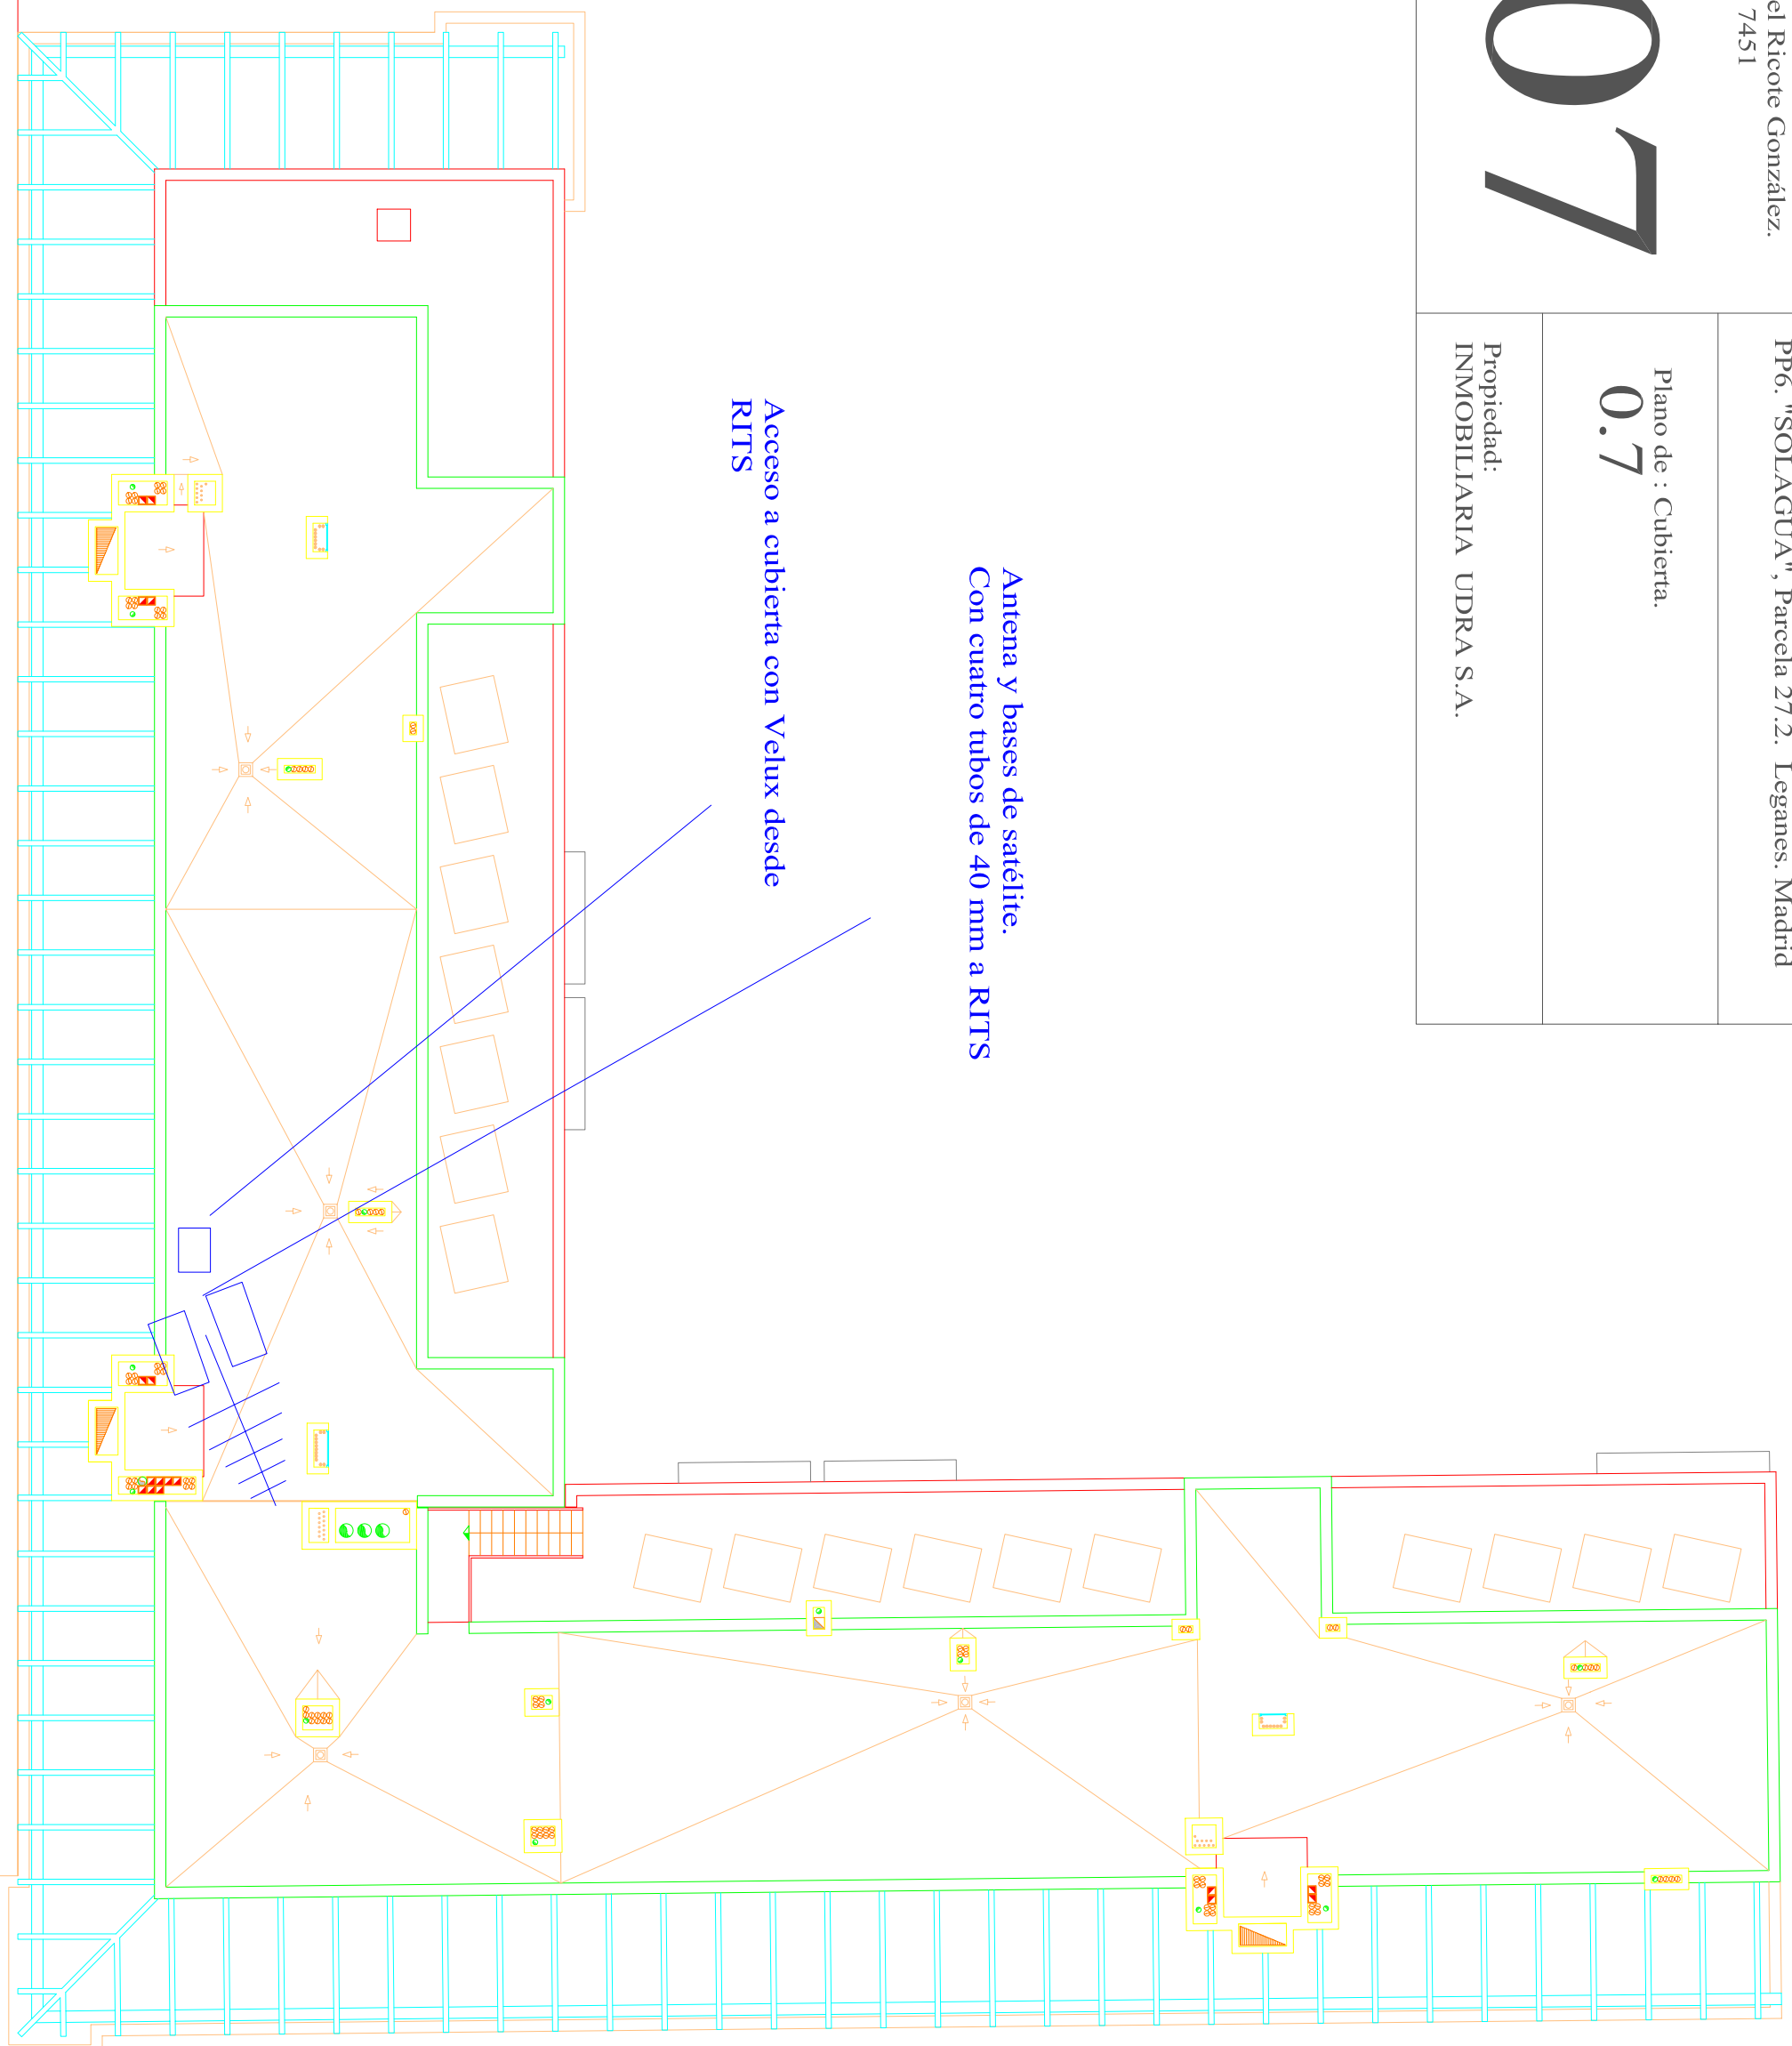 el Ricote González.
7451
07
PP6. "SOLAGUA", Parcela 27.2. Leganes. Madrid
Plano de : Cubierta.
0.7
Propiedad:
INMOBILIARIA UDRA S.A.
Antena y bases de satélite.
Con cuatro tubos de 40 mm a RITS
Acceso a cubierta con Velux desde
RITS